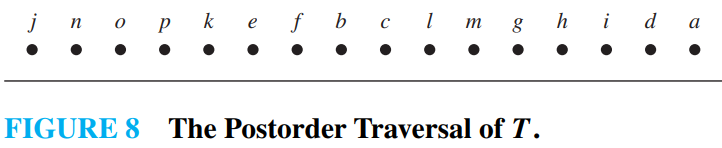 j n o p k e f b c l m g h i d a
FIGURE 8 The Postorder Traversal of T.